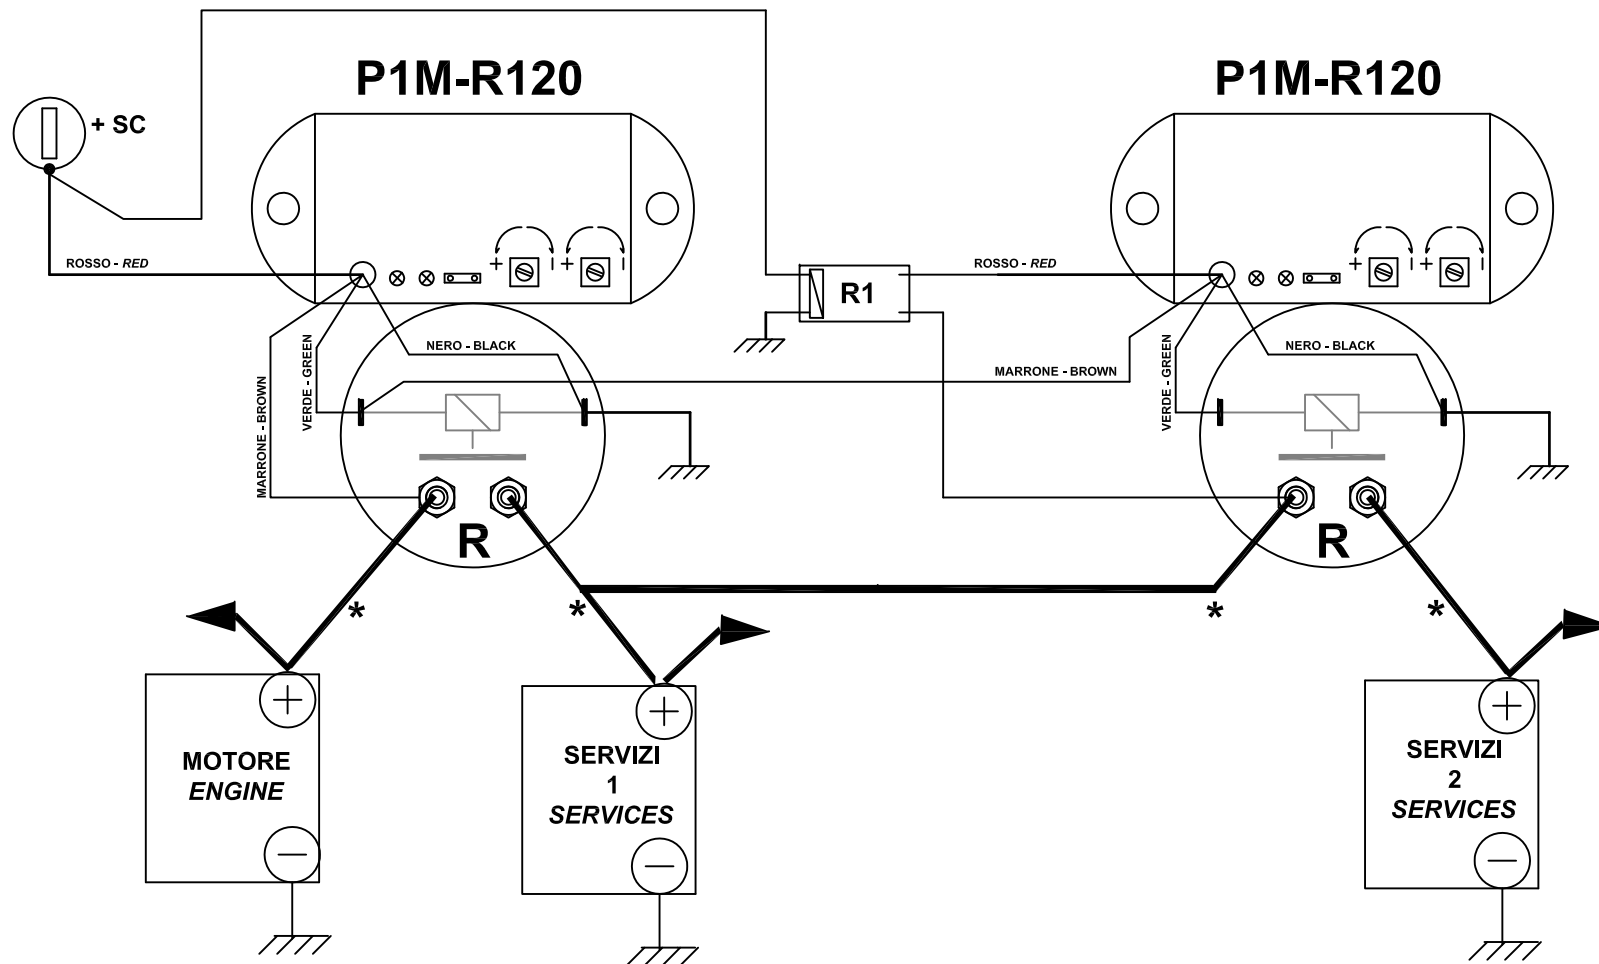 P1M-R120
P1M-R120
+ SC
ROSSO - RED
+ +
R1
ROSSO - RED
+ +
MARRONE - BROWN
VERDE - GREEN
NERO - BLACK
MARRONE - BROWN
VERDE - GREEN
NERO - BLACK
R
R
*
*
*
*
MOTORE
ENGINE
SERVIZI
1
SERVICES
SERVIZI
2
SERVICES